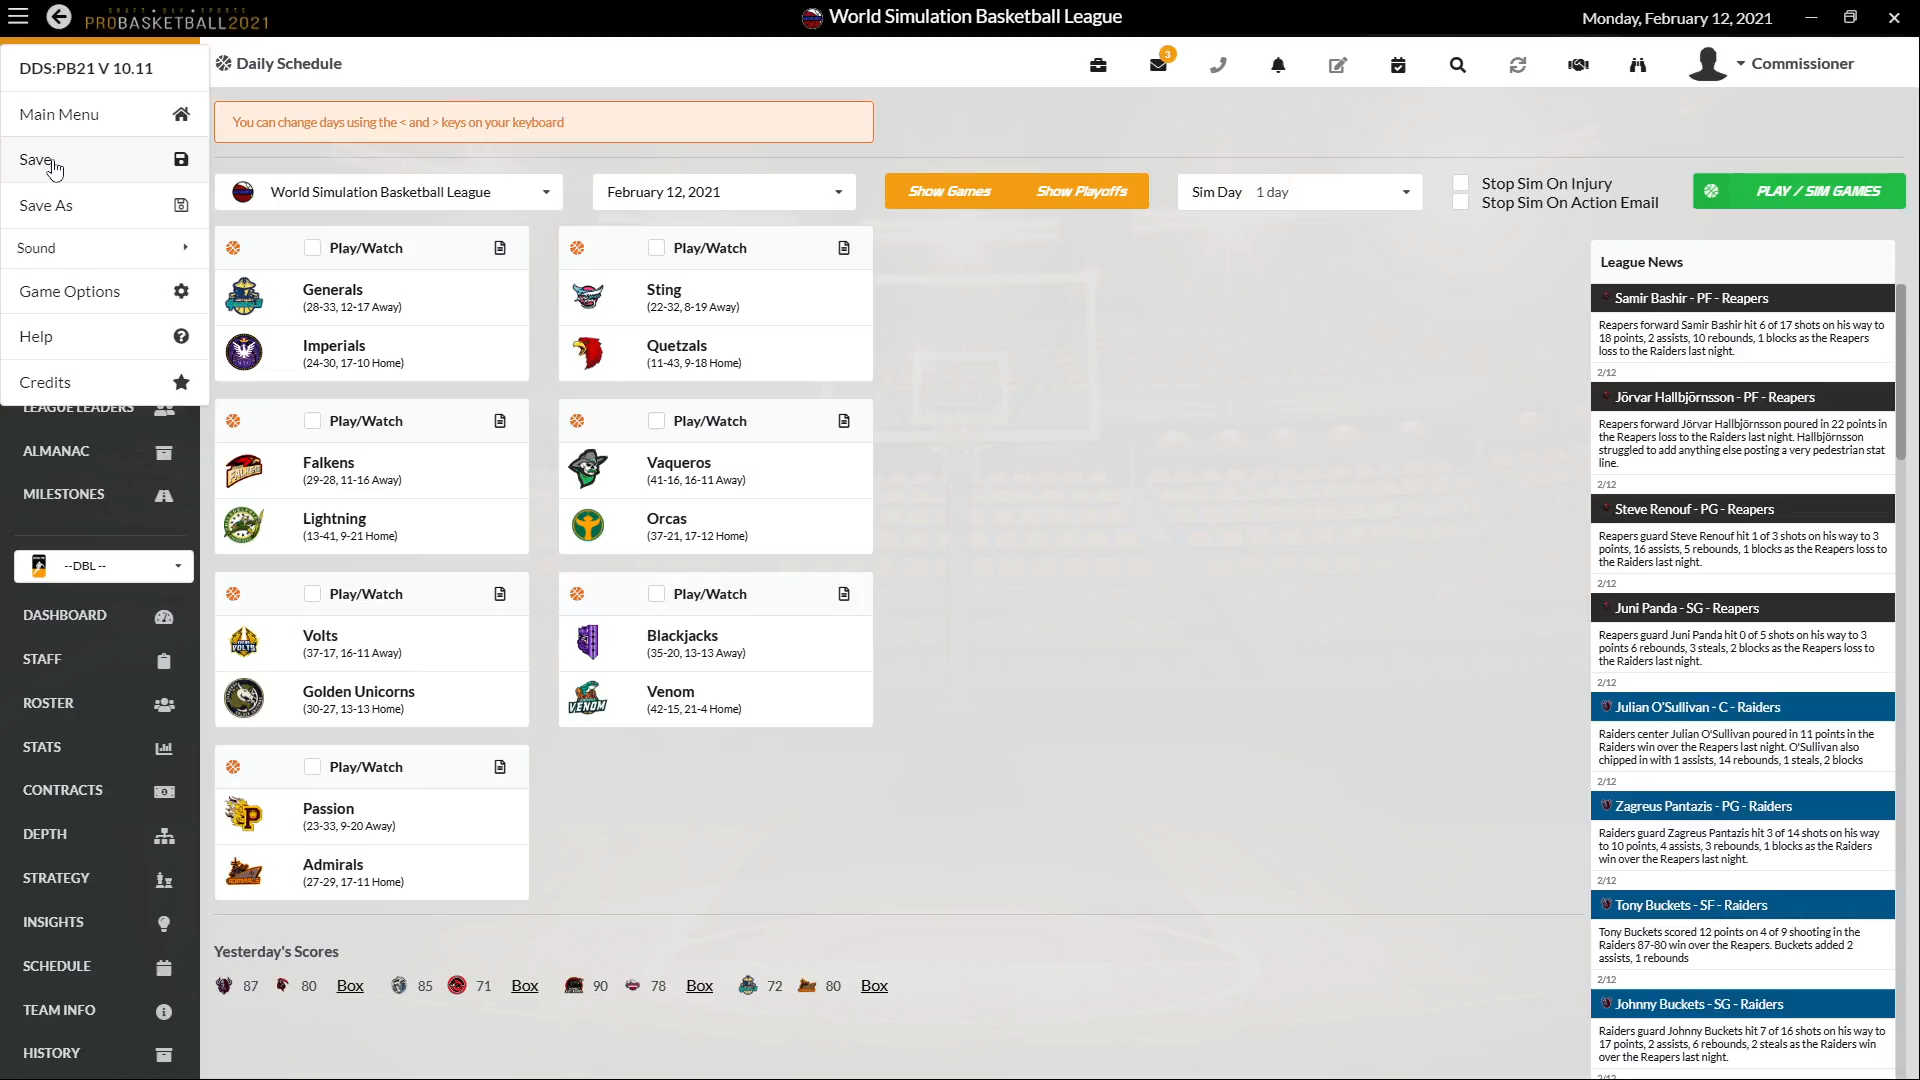 DRAFT • DAY • SPORTS
PROBASKETBALL2021
World Simulation Basketball League
Monday, February 12, 2021
DDS:PB21 V 10.11
Main Menu
Save
Save As
Sound
Game Options
Help
Credits
LEAGUE LEADERS
ALMANAC
MILESTONES
--DBL --
DASHBOARD
STAFF
ROSTER
STATS
CONTRACTS
DEPTH
STRATEGY
INSIGHTS
SCHEDULE
TEAM INFO
HISTORY
Daily Schedule
3
Commissioner
You can change days using the < and > keys on your keyboard
World Simulation Basketball League
February 12, 2021
Show Games
Show Playoffs
Sim Day 1 day
Stop Sim On Injury
Stop Sim On Action Email
PLAY / SIM GAMES
Play/Watch
Generals
(28-33, 12-17 Away)
Imperials
(24-30, 17-10 Home)
Play/Watch
Sting
(22-32, 8-19 Away)
Quetzals
(11-43, 9-18 Home)
Play/Watch
Falkens
(29-28, 11-16 Away)
Lightning
(13-41, 9-21 Home)
Play/Watch
Vaqueros
(41-16, 16-11 Away)
Orcas
(37-21, 17-12 Home)
Play/Watch
Volts
(37-17, 16-11 Away)
Golden Unicorns
(30-27, 13-13 Home)
Play/Watch
Blackjacks
(35-20, 13-13 Away)
Venom
(42-15, 21-4 Home)
Play/Watch
Passion
(23-33, 9-20 Away)
Admirals
(27-29, 17-11 Home)
Yesterday's Scores
87 80 Box 85 71 Box 90 78 Box 72 80 Box
League News
Samir Bashir - PF - Reapers
Reapers forward Samir Bashir hit 6 of 17 shots on his way to
18 points, 2 assists, 10 rebounds, 1 blocks as the Reapers
loss to the Raiders last night.
2/12
Jörvar Hallbjörnsson - PF - Reapers
Reapers forward Jörvar Hallbjörnsson poured in 22 points in
the Reapers loss to the Raiders last night. Hallbjörnsson
struggled to add anything else posting a very pedestrian stat
line.
2/12
Steve Renouf - PG - Reapers
Reapers guard Steve Renouf hit 1 of 3 shots on his way to 3
points, 16 assists, 5 rebounds, 1 blocks as the Reapers loss to
the Raiders last night.
2/12
Juni Panda - SG - Reapers
Reapers guard Juni Panda hit 0 of 5 shots on his way to 3
points 6 rebounds, 3 steals, 2 blocks as the Reapers loss to
the Raiders last night.
2/12
Julian O'Sullivan - C - Raiders
Raiders center Julian O'Sullivan poured in 11 points in the
Raiders win over the Reapers last night. O'Sullivan also
chipped in with 1 assists, 14 rebounds, 1 steals, 2 blocks
2/12
Zagreus Pantazis - PG - Raiders
Raiders guard Zagreus Pantazis hit 3 of 14 shots on his way
to 10 points, 4 assists, 3 rebounds, 1 blocks as the Raiders
win over the Reapers last night.
2/12
Tony Buckets - SF - Raiders
Tony Buckets scored 12 points on 4 of 9 shooting in the
Raiders 87-80 win over the Reapers. Buckets added 2
assists, 1 rebounds
2/12
Johnny Buckets - SG - Raiders
Raiders guard Johnny Buckets hit 7 of 16 shots on his way to
17 points, 2 assists, 6 rebounds, 2 steals as the Raiders win
over the Reapers last night.
2/12